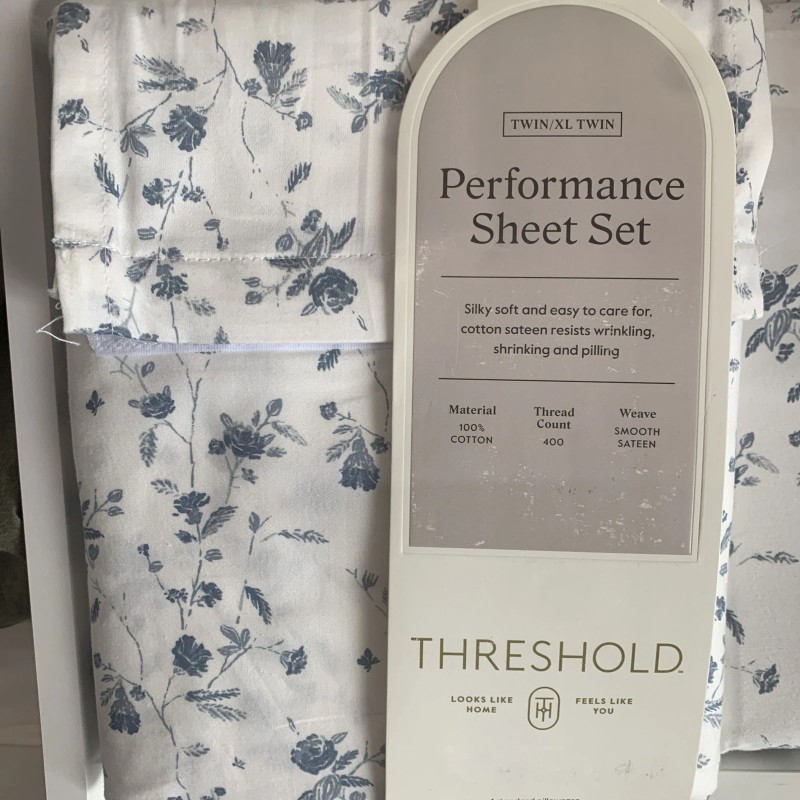 TWIN/XL TWIN
Performance
Sheet Set
Silky soft and easy to care for,
cotton sateen resists wrinkling,
shrinking and pilling
Material
100%
COTTON
Thread
Count
400
Weave
SMOOTH
SATEEN
THRESHOLD™
LOOKS LIKE
HOME
FEELS LIKE
YOU